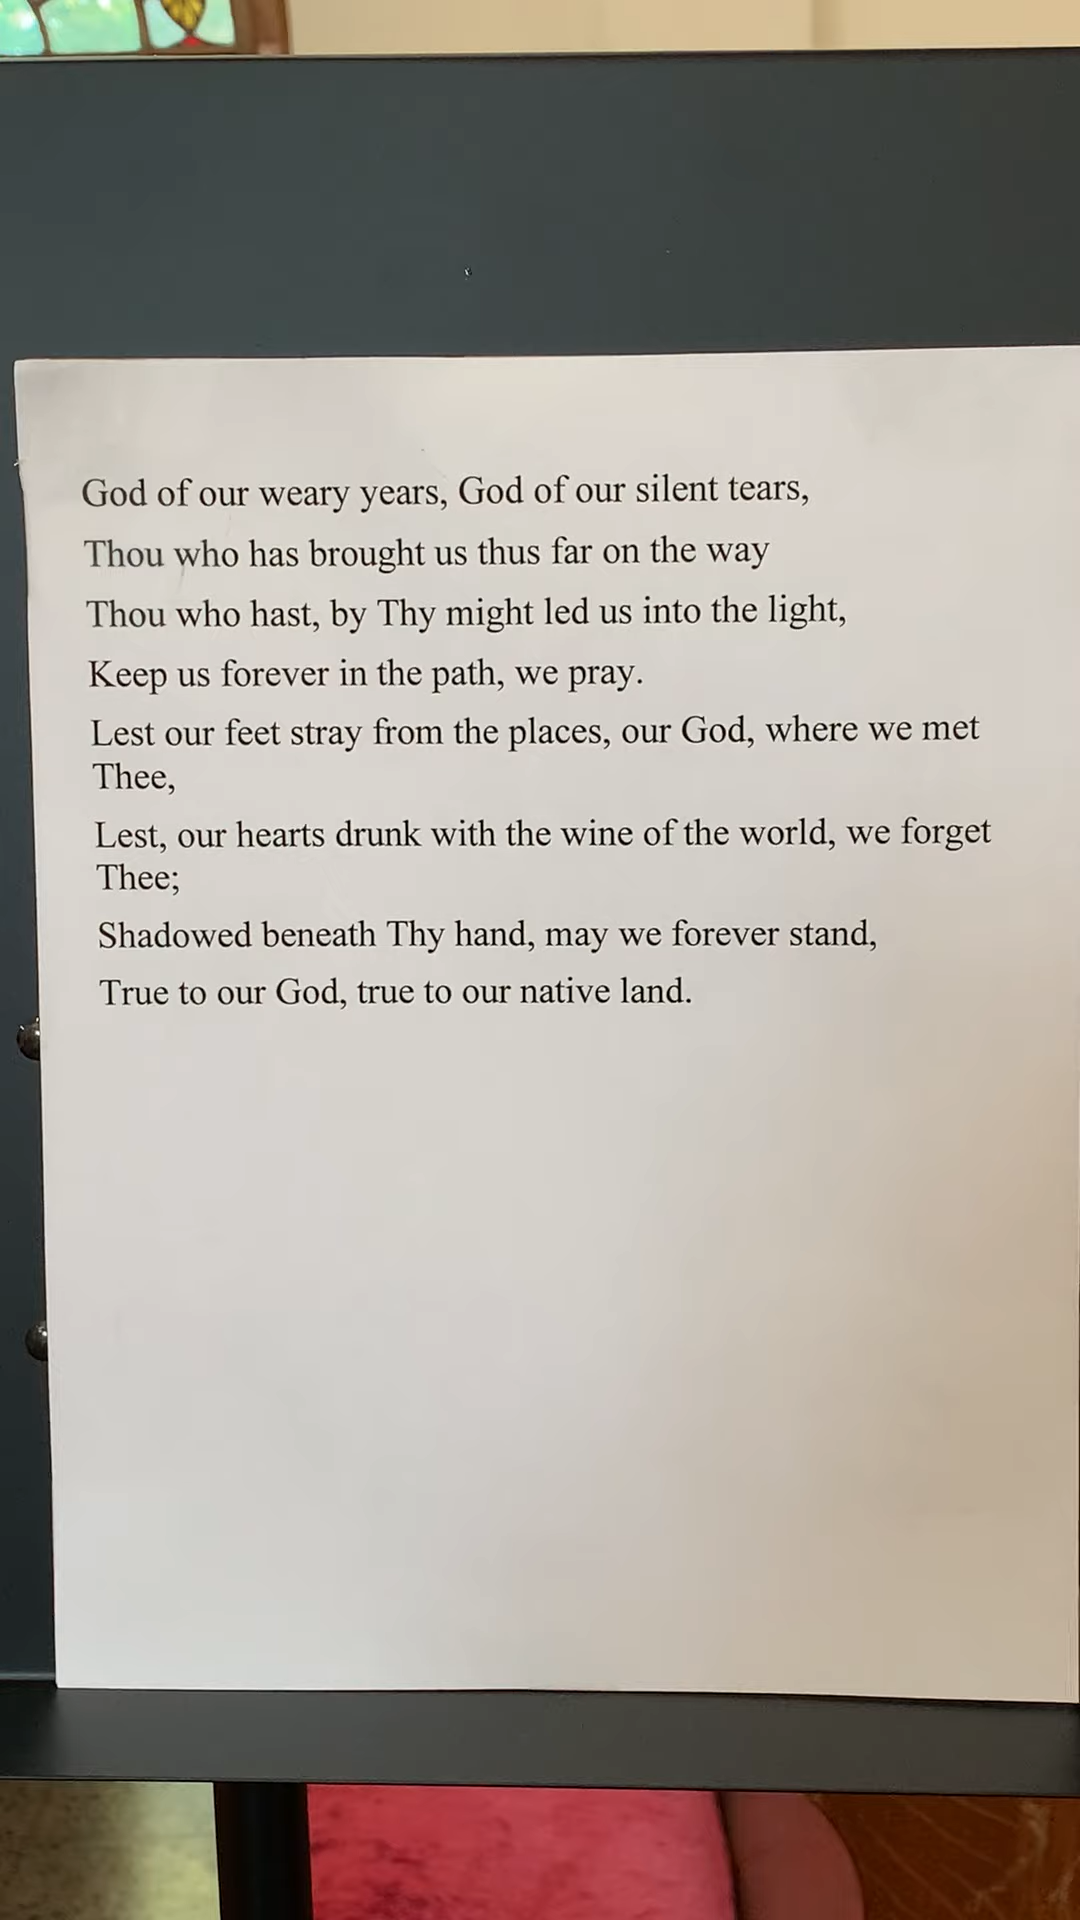 God of our weary years, God of our silent tears,
Thou who has brought us thus far on the way
Thou who hast, by Thy might led us into the light,
Keep us forever in the path, we pray.
Lest our feet stray from the places, our God, where we met
Thee,
Lest, our hearts drunk with the wine of the world, we forget
Thee;
Shadowed beneath Thy hand, may we forever stand,
True to our God, true to our native land.